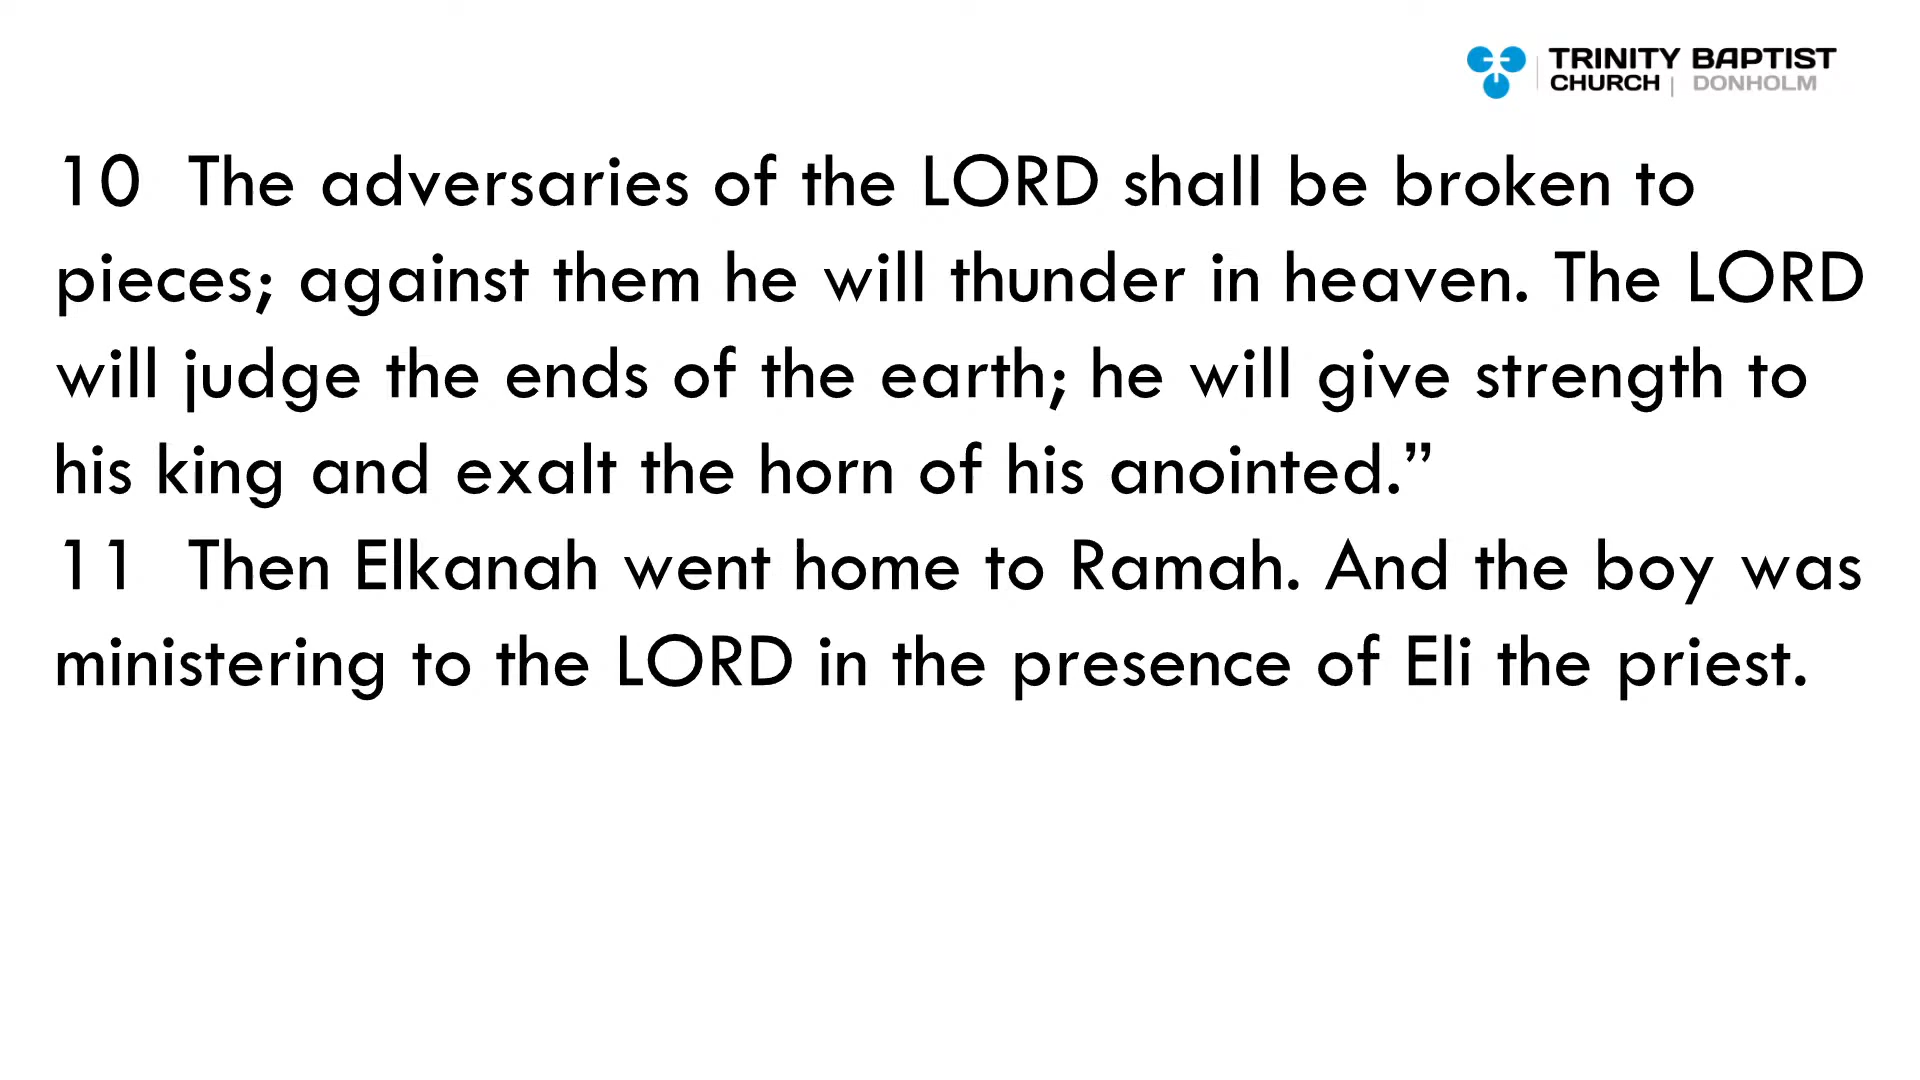 TRINITY BAPTIST
CHURCH | DONHOLM
10 The adversaries of the LORD shall be broken to
pieces; against them he will thunder in heaven. The LORD
will judge the ends of the earth; he will give strength to
his king and exalt the horn of his anointed.”
11 Then Elkanah went home to Ramah. And the boy was
ministering to the LORD in the presence of Eli the priest.